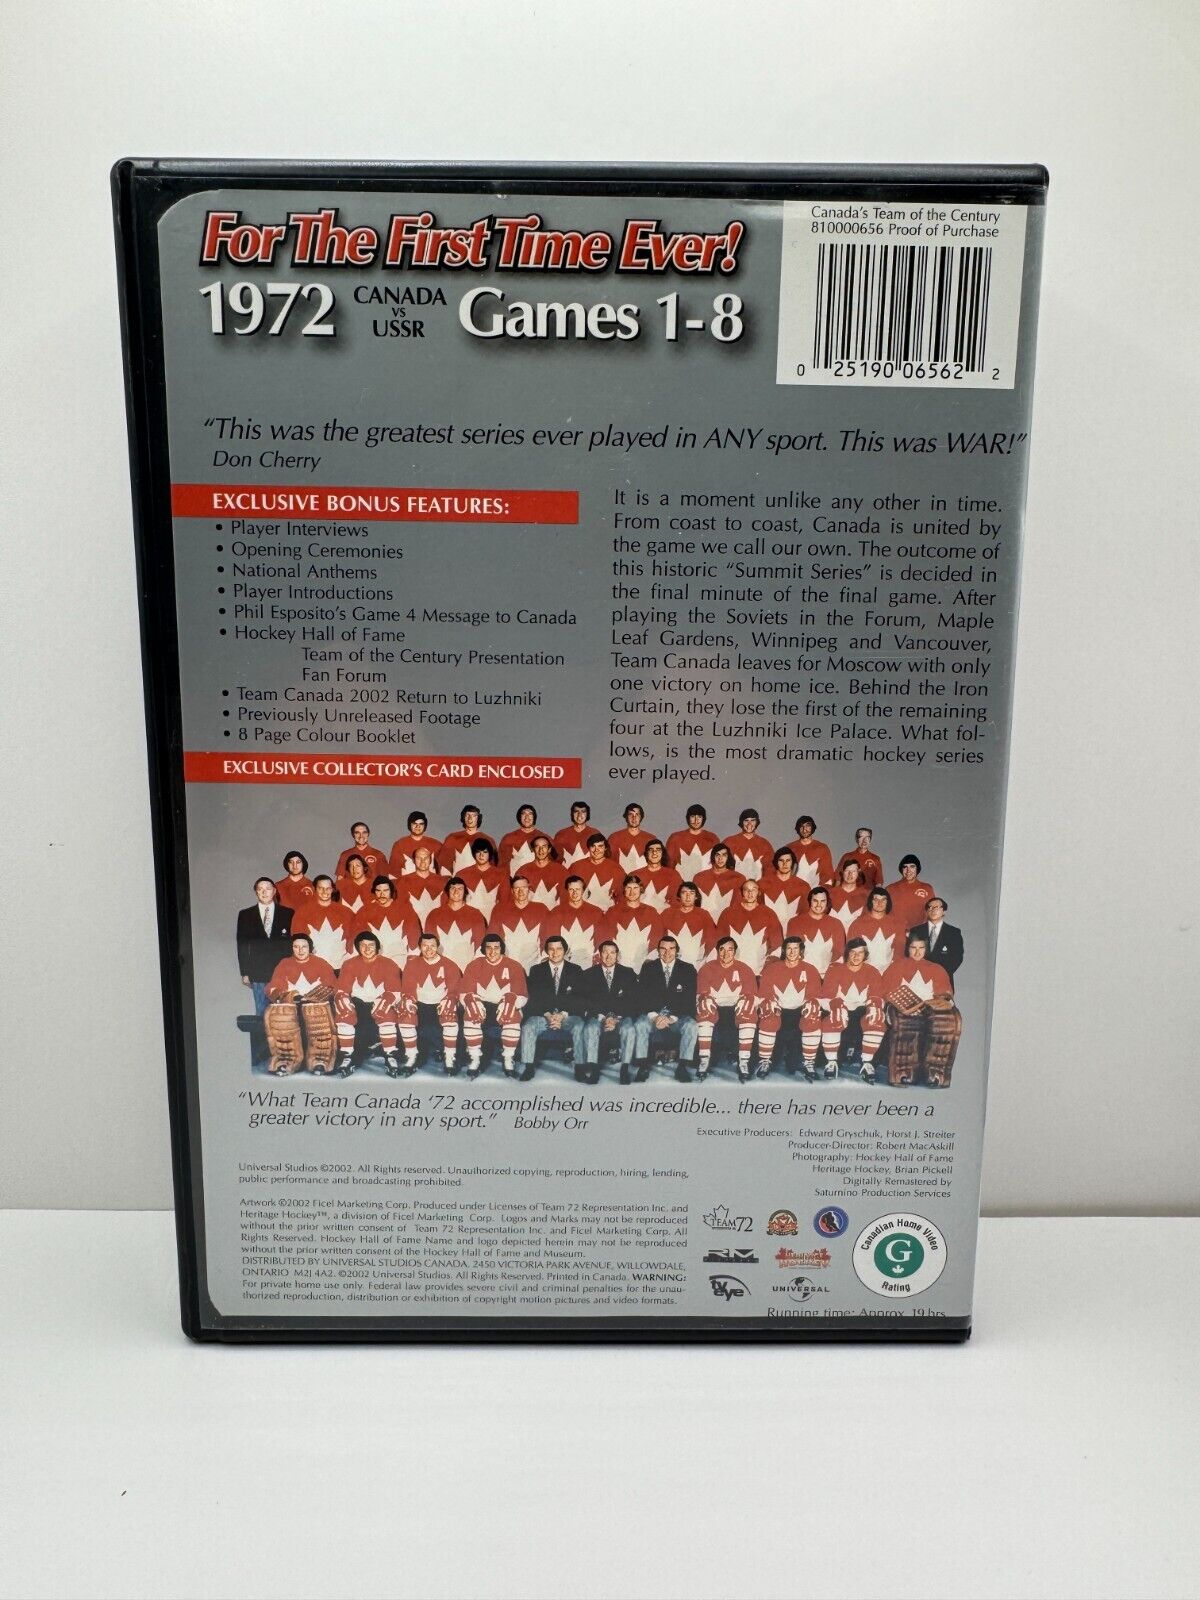 For The First Time Ever!
1972 CANADA VS USSR Games 1-8
Canada's Team of the Century
810000656 Proof of Purchase
0 25190 06562 2
"This was the greatest series ever played in ANY sport. This was WAR!"
Don Cherry
EXCLUSIVE BONUS FEATURES:
• Player Interviews
• Opening Ceremonies
• National Anthems
• Player Introductions
• Phil Esposito's Game 4 Message to Canada
• Hockey Hall of Fame
Team of the Century Presentation
Fan Forum
• Team Canada 2002 Return to Luzhniki
• Previously Unreleased Footage
• 8 Page Colour Booklet
EXCLUSIVE COLLECTOR'S CARD ENCLOSED
It is a moment unlike any other in time.
From coast to coast, Canada is united by
the game we call our own. The outcome of
this historic "Summit Series" is decided in
the final minute of the final game. After
playing the Soviets in the Forum, Maple
Leaf Gardens, Winnipeg and Vancouver,
Team Canada leaves for Moscow with only
one victory on home ice. Behind the Iron
Curtain, they lose the first of the remaining
four at the Luzhniki Ice Palace. What fol-
lows, is the most dramatic hockey series
ever played.
A A A A
"What Team Canada '72 accomplished was incredible... there has never been a
greater victory in any sport." Bobby Orr
Executive Producers: Edward Gryschuk, Horst J. Streiter
Producer-Director: Robert MacAskill
Photography: Hockey Hall of Fame
Heritage Hockey, Brian Pickell
Digitally Remastered by
Saturnino Production Services
Universal Studios ©2002. All Rights reserved. Unauthorized copying, reproduction, hiring, lending,
public performance and broadcasting prohibited.
Artwork ©2002 Ficel Marketing Corp. Produced under Licenses of Team 72 Representation Inc. and
Heritage Hockey™, a division of Ficel Marketing Corp. Logos and Marks may not be reproduced
without the prior written consent of Team 72 Representation Inc. and Ficel Marketing Corp. All
Rights Reserved. Hockey Hall of Fame Name and logo depicted herein may not be reproduced
without the prior written consent of the Hockey Hall of Fame and Museum.
DISTRIBUTED BY UNIVERSAL STUDIOS CANADA. 2450 VICTORIA PARK AVENUE, WILLOWDALE,
ONTARIO M2J 4A2. ©2002 Universal Studios. All Rights Reserved. Printed in Canada. WARNING:
For private home use only. Federal law provides severe civil and criminal penalties for the unau-
thorized reproduction, distribution or exhibition of copyright motion pictures and video formats.
TEAM 72
RM
tv eye
UNIVERSAL
Canadian Home Video
G
Rating
Running time: Approx. 19 hrs.